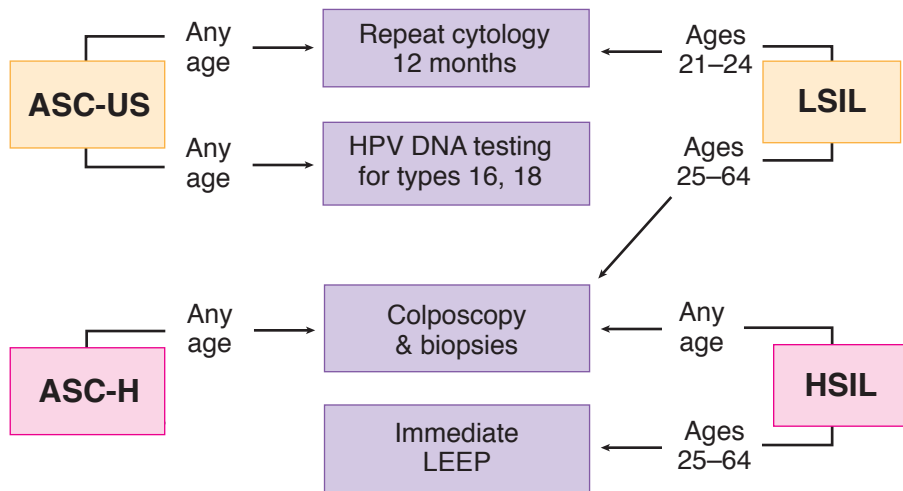 Any
age
Repeat cytology
12 months
Ages
21–24
ASC-US
LSIL
Any
age
HPV DNA testing
for types 16, 18
Ages
25–64
Any
age
Colposcopy
& biopsies
Any
age
ASC-H
HSIL
Immediate
LEEP
Ages
25–64